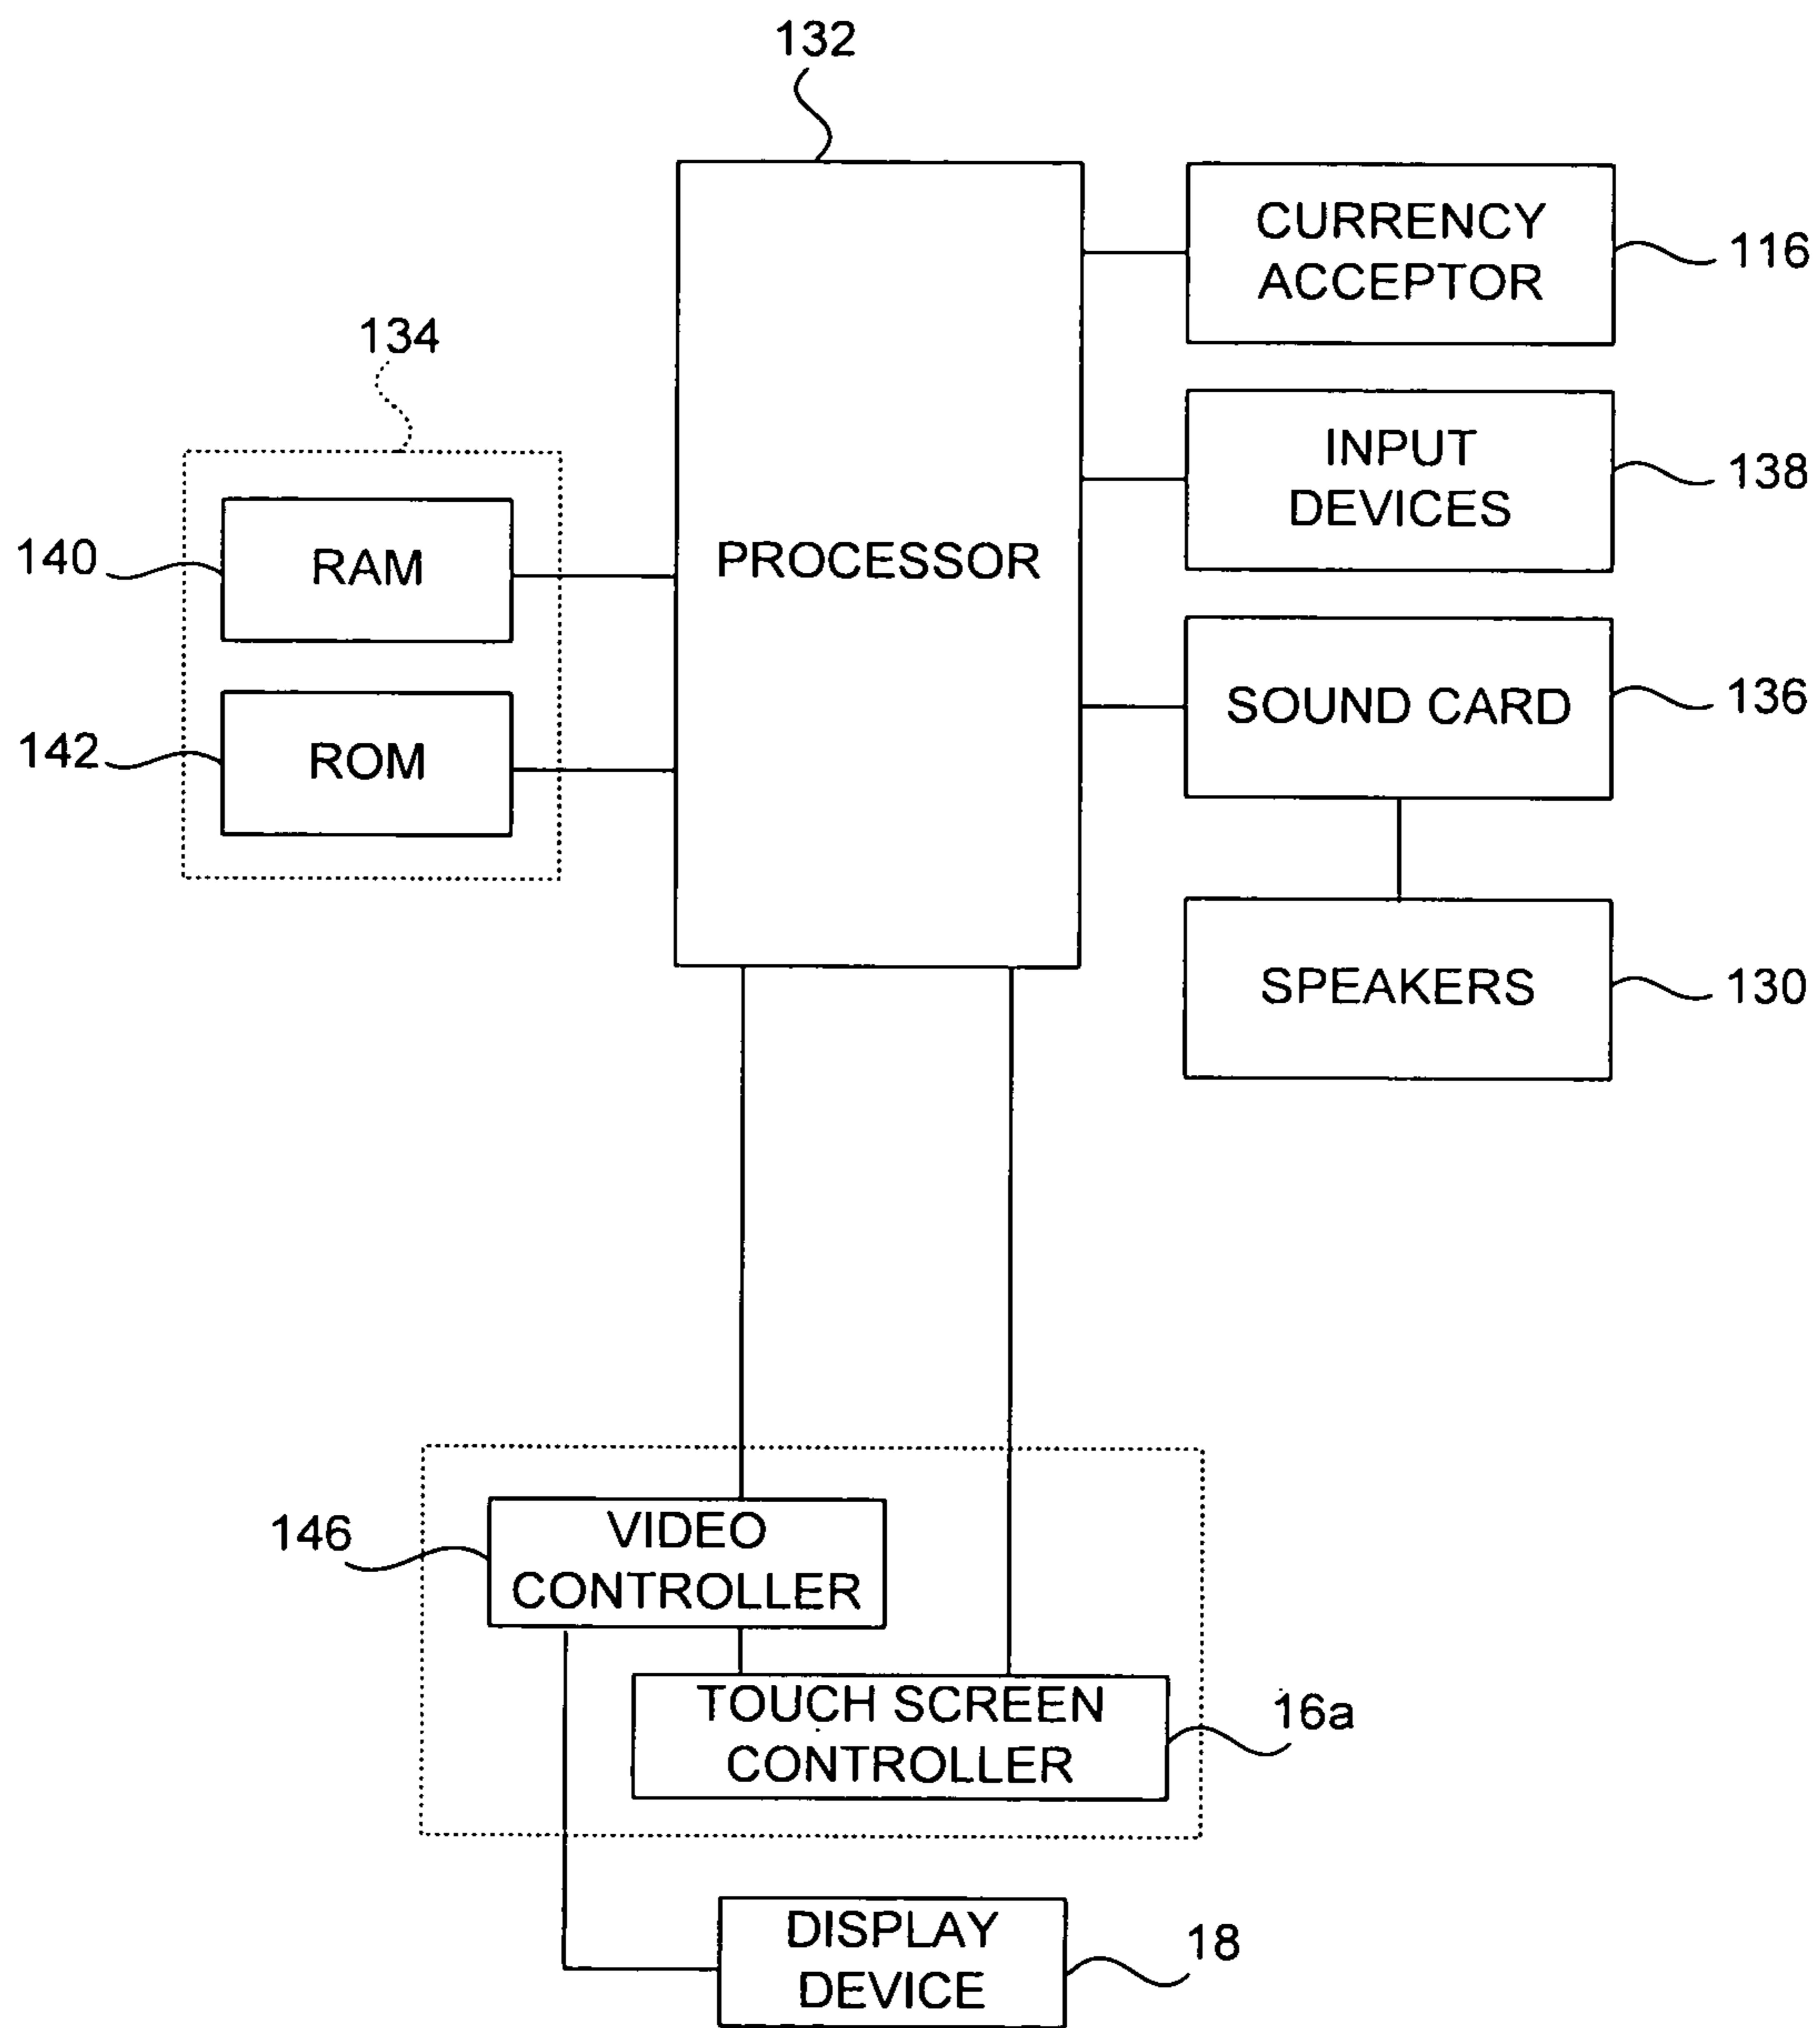 132
CURRENCY
ACCEPTOR
116
134
INPUT
DEVICES
138
140
RAM
PROCESSOR
SOUND CARD
136
142
ROM
SPEAKERS
130
146
VIDEO
CONTROLLER
TOUCH SCREEN
CONTROLLER
16a
DISPLAY
DEVICE
18